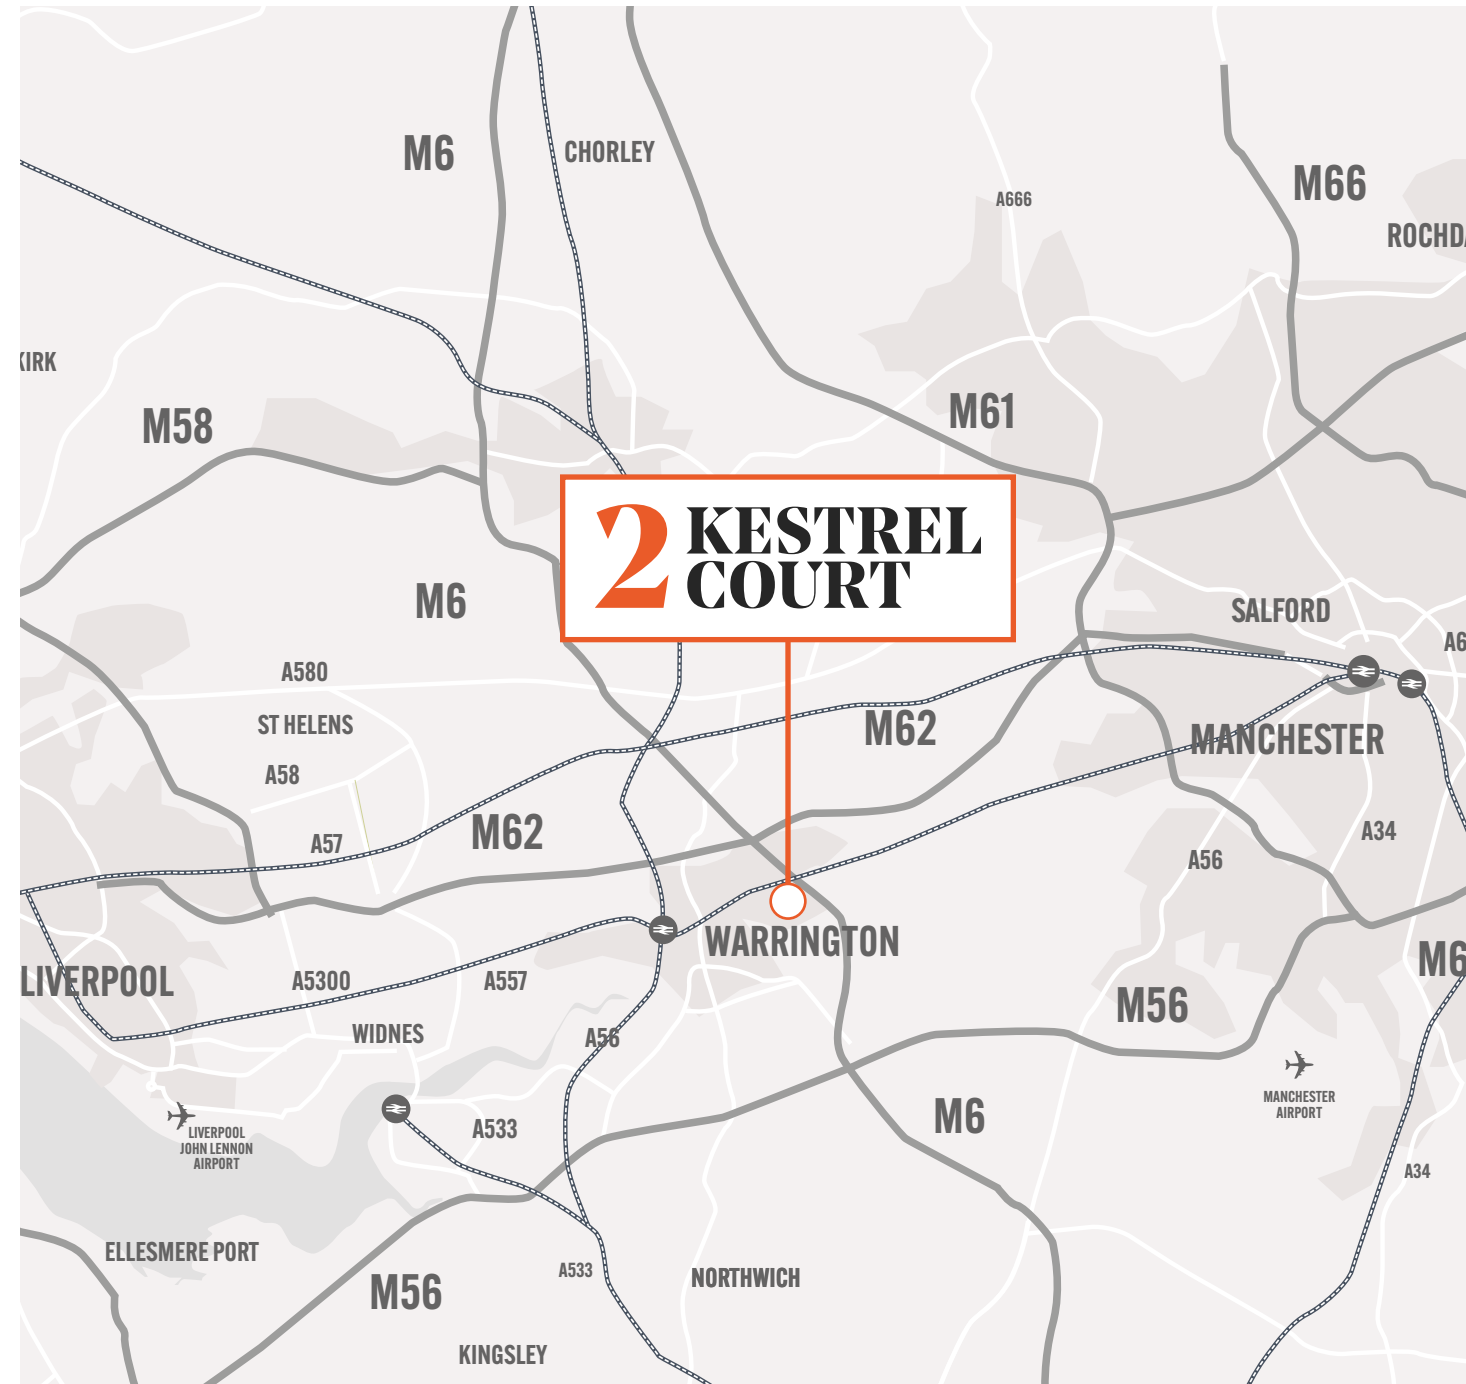 M6
CHORLEY
M66
A666
ROCHDA
KIRK
M61
M58
2 KESTREL
COURT
M6
SALFORD
A6
A580
ST HELENS
M62
MANCHESTER
A58
M62
A57
A34
A56
WARRINGTON
M6
LIVERPOOL
A5300
A557
M56
WIDNES
A56
MANCHESTER
AIRPORT
M6
A533
LIVERPOOL
JOHN LENNON
AIRPORT
A34
ELLESMERE PORT
A533
NORTHWICH
M56
KINGSLEY